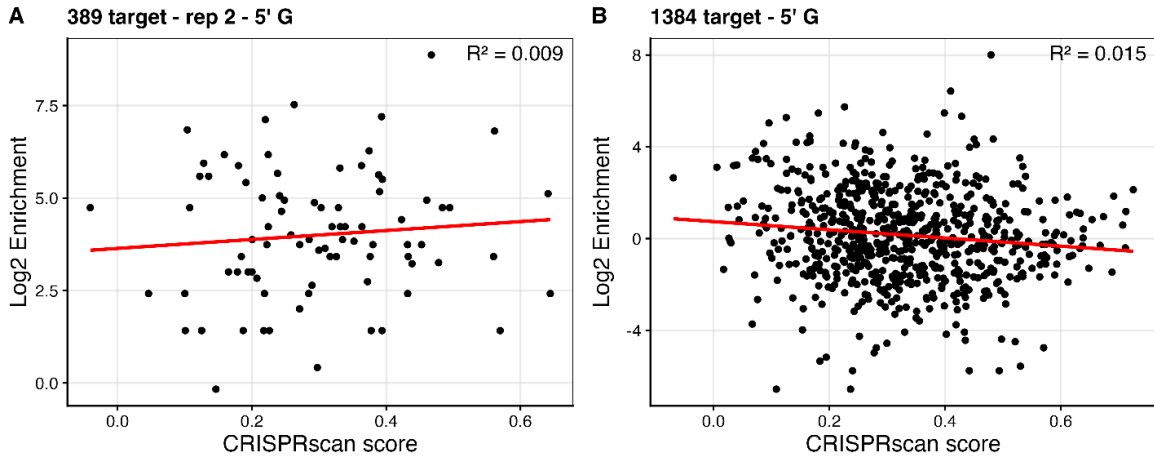 A 389 target - rep 2 - 5' G
R² = 0.009
Log2 Enrichment
7.5
5.0
2.5
0.0
0.0 0.2 0.4 0.6
CRISPRscan score
B 1384 target - 5' G
R² = 0.015
Log2 Enrichment
8
4
0
-4
0.0 0.2 0.4 0.6
CRISPRscan score